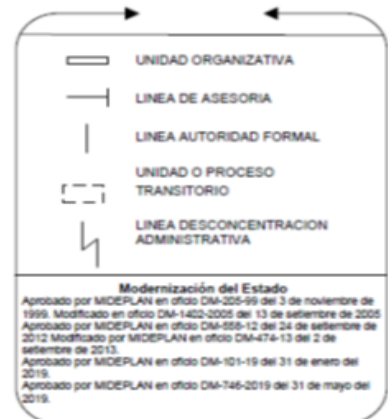 UNIDAD ORGANIZATIVA
LINEA DE ASESORIA
LINEA AUTORIDAD FORMAL
UNIDAD O PROCESO
TRANSITORIO
LINEA DESCONCENTRACION
ADMINISTRATIVA
Modernización del Estado
Aprobado por MIDEPLAN en oficio DM-205-99 del 3 de noviembre de
1999. Modificado en oficio DM-1402-2005 del 13 de setiembre de 2005
Aprobado por MIDEPLAN en oficio DM-558-12 del 24 de setiembre de
2012 Modificado por MIDEPLAN en oficio DM-474-13 del 2 de
setiembre de 2013.
Aprobado por MIDEPLAN en oficio DM-101-19 del 31 de enero del
2019.
Aprobado por MIDEPLAN en oficio DM-746-2019 del 31 de mayo del
2019.